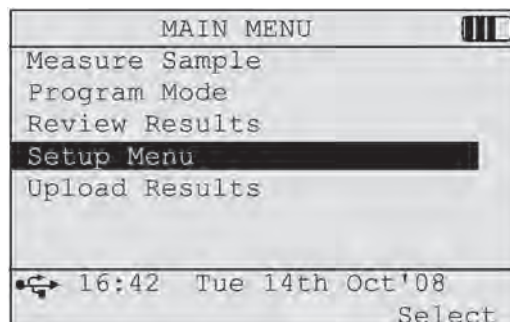 MAIN MENU
Measure Sample
Program Mode
Review Results
Setup Menu
Upload Results
16:42 Tue 14th Oct'08
Select